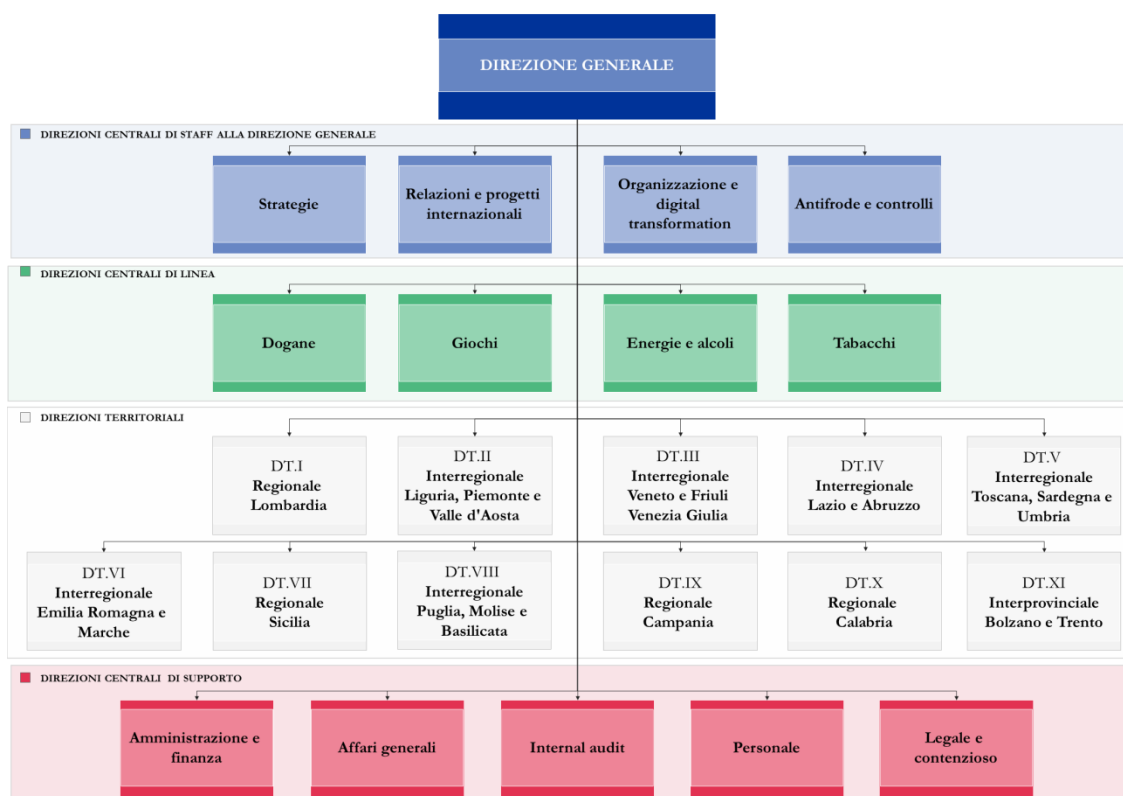 DIREZIONE GENERALE
DIREZIONI CENTRALI DI STAFF ALLA DIREZIONE GENERALE
Strategie
Relazioni e progetti
internazionali
Organizzazione e
digital
transformation
Antifrode e controlli
DIREZIONI CENTRALI DI LINEA
Dogane
Giochi
Energie e alcoli
Tabacchi
DIREZIONI TERRITORIALI
DT.I
Regionale
Lombardia
DT.II
Interregionale
Liguria, Piemonte e
Valle d'Aosta
DT.III
Interregionale
Veneto e Friuli
Venezia Giulia
DT.IV
Interregionale
Lazio e Abruzzo
DT.V
Interregionale
Toscana, Sardegna e
Umbria
DT.VI
Interregionale
Emilia Romagna e
Marche
DT.VII
Regionale
Sicilia
DT.VIII
Interregionale
Puglia, Molise e
Basilicata
DT.IX
Regionale
Campania
DT.X
Regionale
Calabria
DT.XI
Interprovinciale
Bolzano e Trento
DIREZIONI CENTRALI DI SUPPORTO
Amministrazione e
finanza
Affari generali
Internal audit
Personale
Legale e
contenzioso